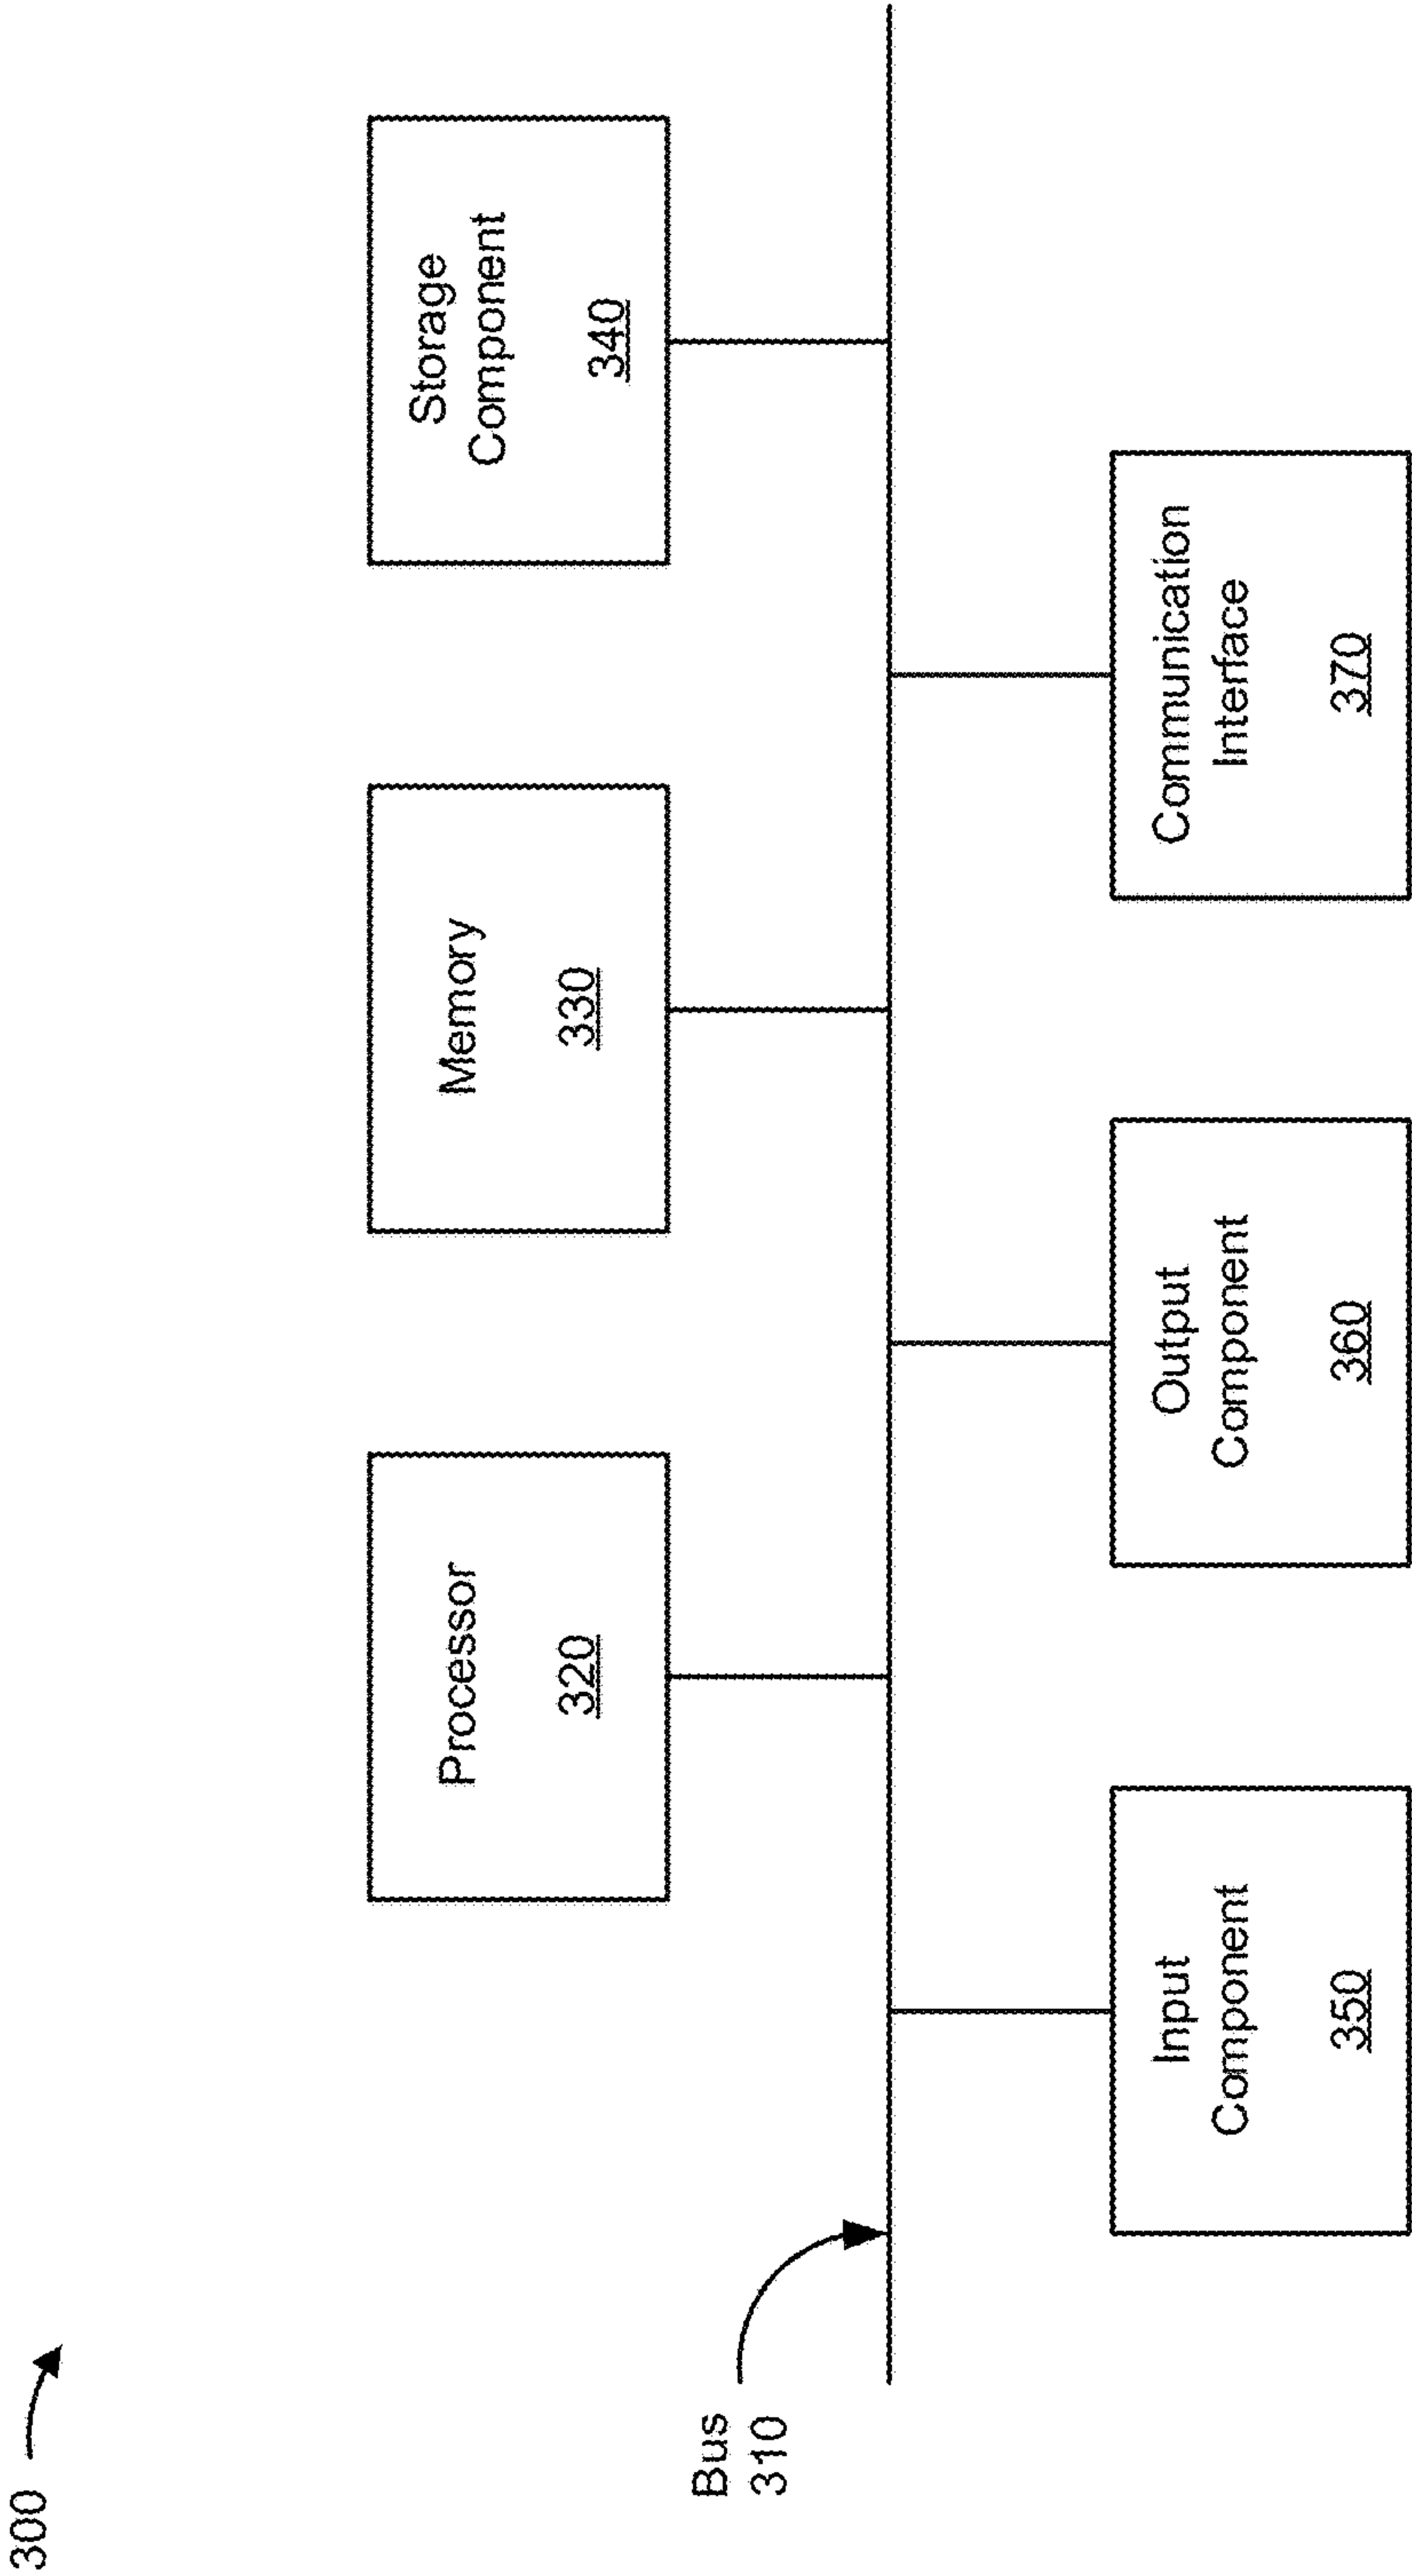 300
Bus
310
Processor
320
Memory
330
Storage
Component
340
Input
Component
350
Output
Component
360
Communication
Interface
370